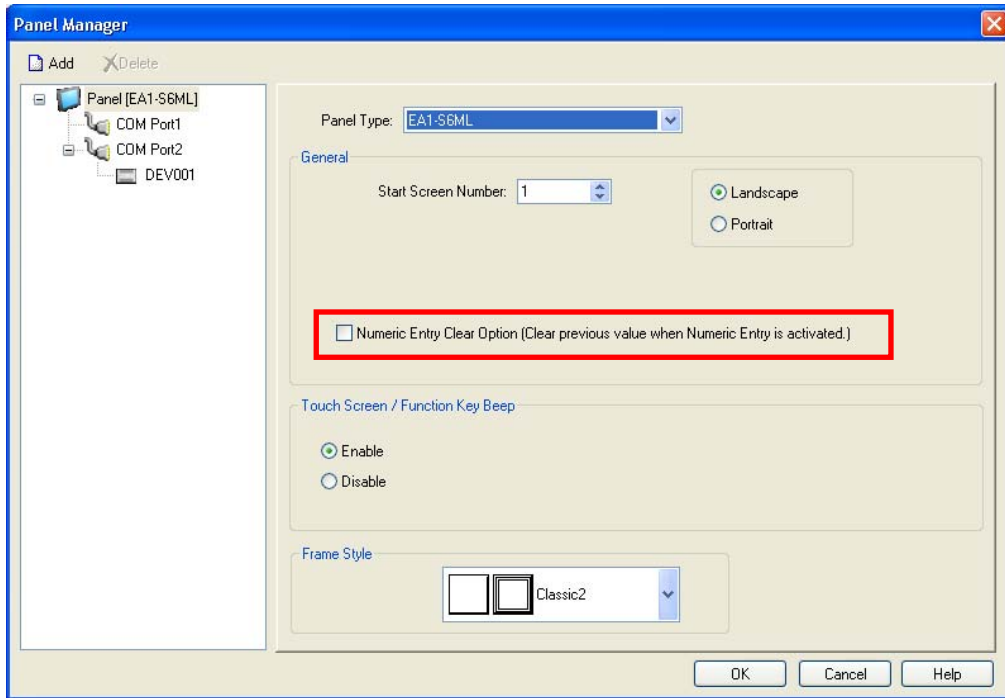 Panel Manager
Add Delete
Panel [EA1-S6ML]
COM Port1
COM Port2
DEV001
Panel Type: EA1-S6ML
General
Start Screen Number: 1
Landscape
Portrait
Numeric Entry Clear Option (Clear previous value when Numeric Entry is activated.)
Touch Screen / Function Key Beep
Enable
Disable
Frame Style
Classic2
OK Cancel Help